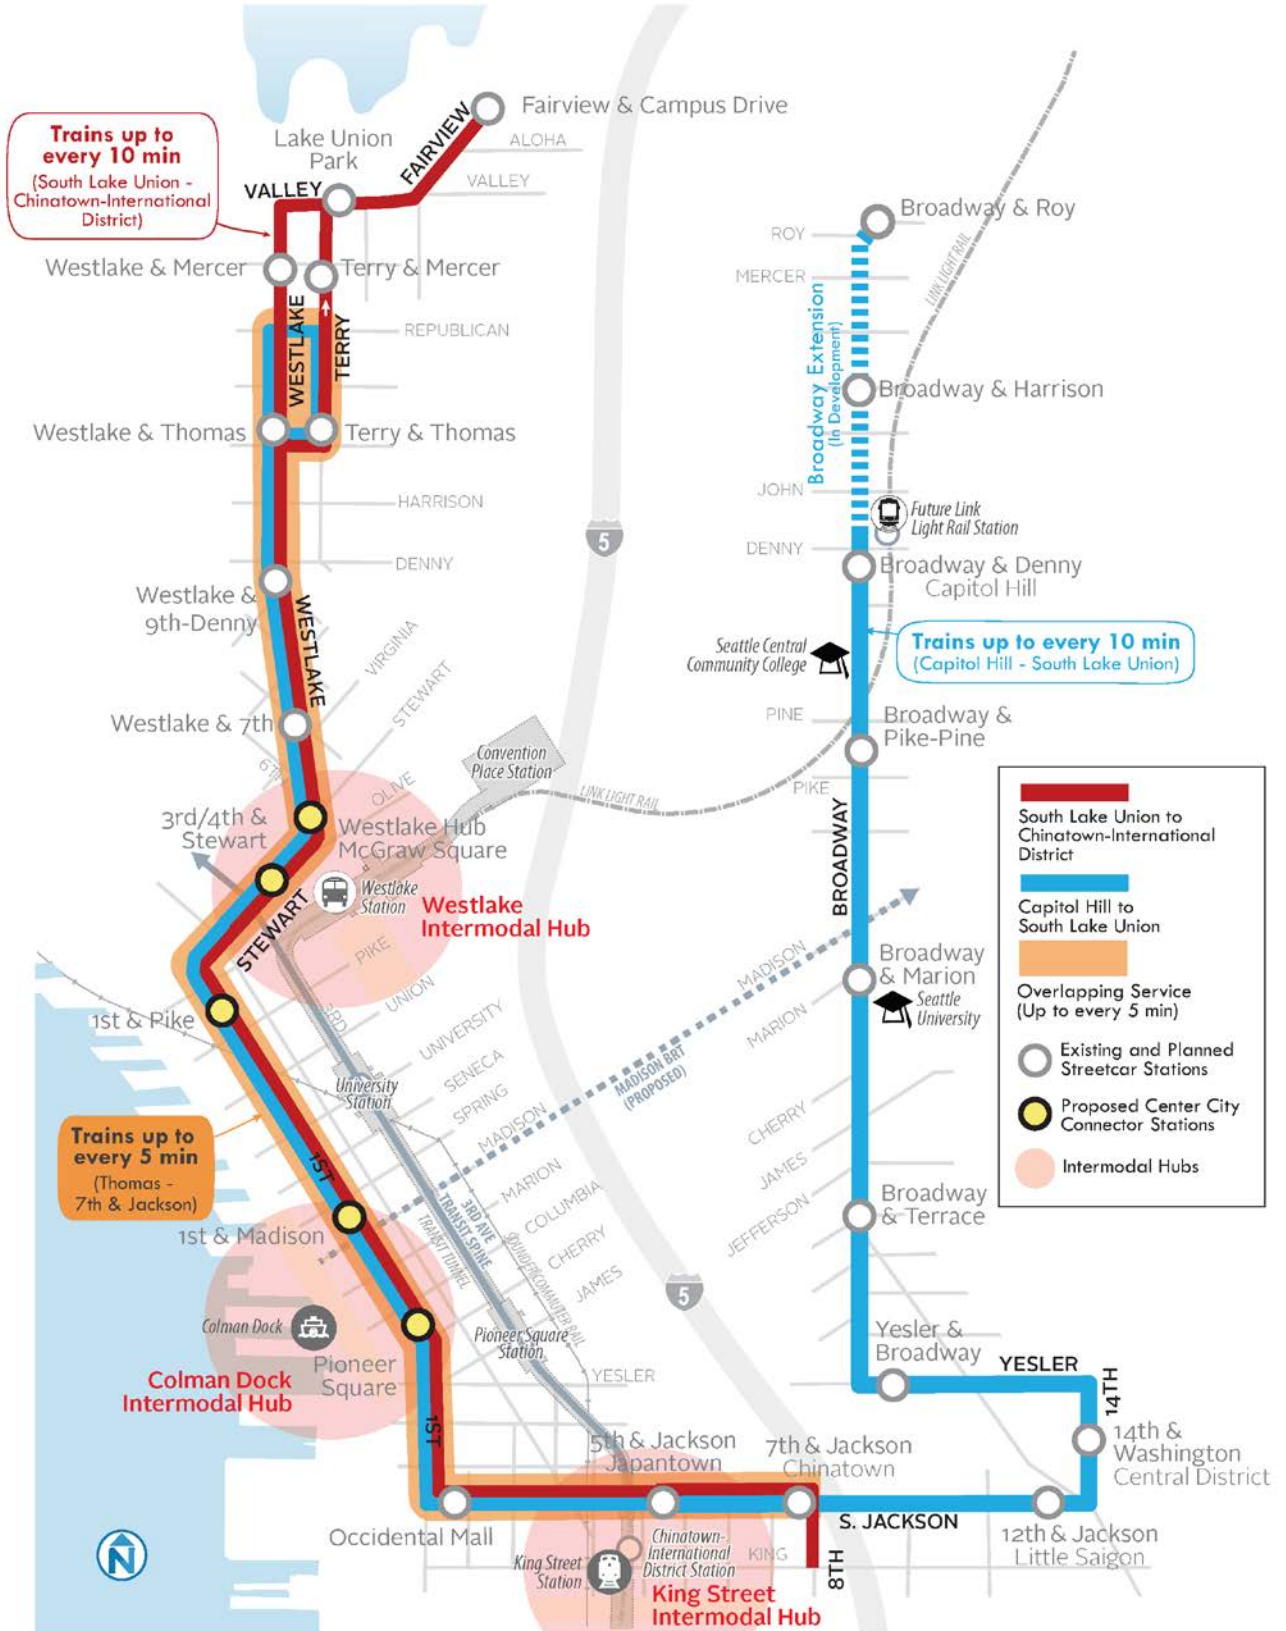 Fairview & Campus Drive
FAIRVIEW
ALOHA
Lake Union
Park
VALLEY
VALLEY
Trains up to
every 10 min
(South Lake Union -
Chinatown-International
District)
Westlake & Mercer
Terry & Mercer
WESTLAKE
TERRY
REPUBLICAN
Westlake & Thomas
Terry & Thomas
HARRISON
DENNY
Westlake &
9th-Denny
WESTLAKE
VIRGINIA
STEWART
Westlake & 7th
6TH
OLIVE
3rd/4th &
Stewart
Westlake Hub
McGraw Square
Westlake
Station
Westlake
Intermodal Hub
STEWART
Convention
Place Station
LINK LIGHT RAIL
PIKE
UNION
3RD
1st & Pike
UNIVERSITY
SENECA
SPRING
MADISON
MARION
COLUMBIA
CHERRY
JAMES
University
Station
Trains up to
every 5 min
(Thomas -
7th & Jackson)
1ST
1st & Madison
3RD AVE
TRANSIT SPINE
TRANSIT TUNNEL
SOUNDER COMMUTER RAIL
Colman Dock
Colman Dock
Intermodal Hub
Pioneer
Square
Pioneer Square
Station
YESLER
1ST
5th & Jackson
Japantown
7th & Jackson
Chinatown
Occidental Mall
King Street
Station
Chinatown-
International
District Station
KING
King Street
Intermodal Hub
8TH
S. JACKSON
12th & Jackson
Little Saigon
14th &
Washington
Central District
14TH
YESLER
Yesler &
Broadway
Broadway
& Terrace
JEFFERSON
JAMES
CHERRY
MARION
MADISON
MADISON BRT
(PROPOSED)
Seattle
University
Broadway
& Marion
BROADWAY
PIKE
PINE
Broadway &
Pike-Pine
Seattle Central
Community College
Trains up to every 10 min
(Capitol Hill - South Lake Union)
Broadway & Denny
Capitol Hill
DENNY
JOHN
Future Link
Light Rail Station
Broadway Extension
(In Development)
Broadway & Harrison
MERCER
ROY
Broadway & Roy
LINK LIGHT RAIL
5
5
N
South Lake Union to
Chinatown-International
District
Capitol Hill to
South Lake Union
Overlapping Service
(Up to every 5 min)
Existing and Planned
Streetcar Stations
Proposed Center City
Connector Stations
Intermodal Hubs